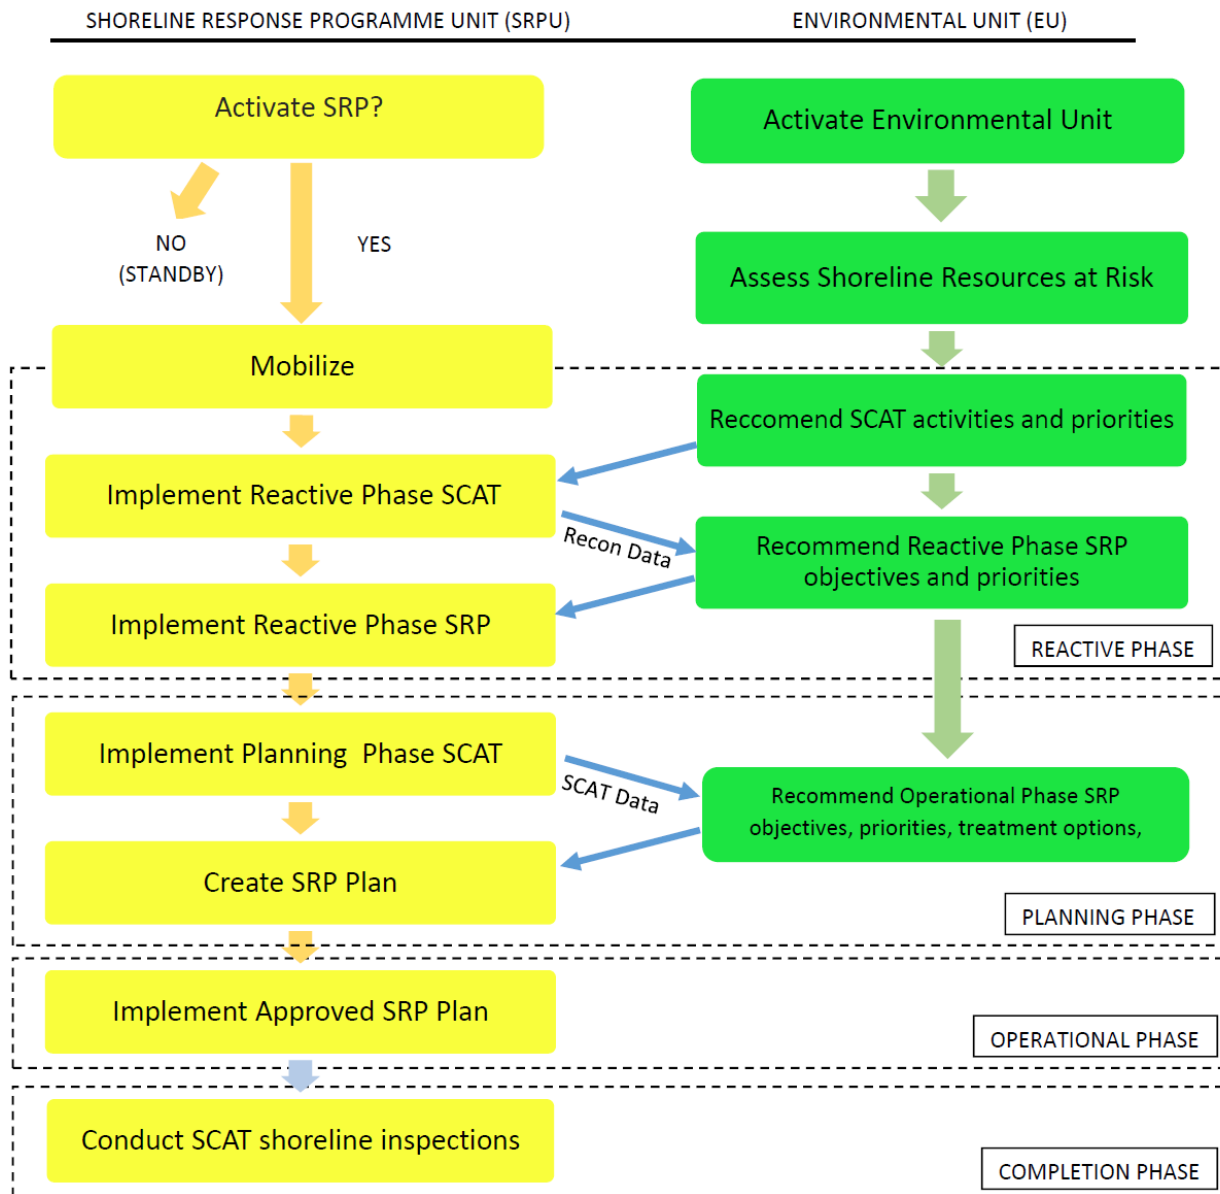 SHORELINE RESPONSE PROGRAMME UNIT (SRPU)
ENVIRONMENTAL UNIT (EU)
Activate SRP?
Activate Environmental Unit
NO
(STANDBY)
YES
Assess Shoreline Resources at Risk
Mobilize
Reccomend SCAT activities and priorities
Implement Reactive Phase SCAT
Recon Data
Recommend Reactive Phase SRP
objectives and priorities
Implement Reactive Phase SRP
REACTIVE PHASE
Implement Planning Phase SCAT
SCAT Data
Recommend Operational Phase SRP
objectives, priorities, treatment options,
Create SRP Plan
PLANNING PHASE
Implement Approved SRP Plan
OPERATIONAL PHASE
Conduct SCAT shoreline inspections
COMPLETION PHASE